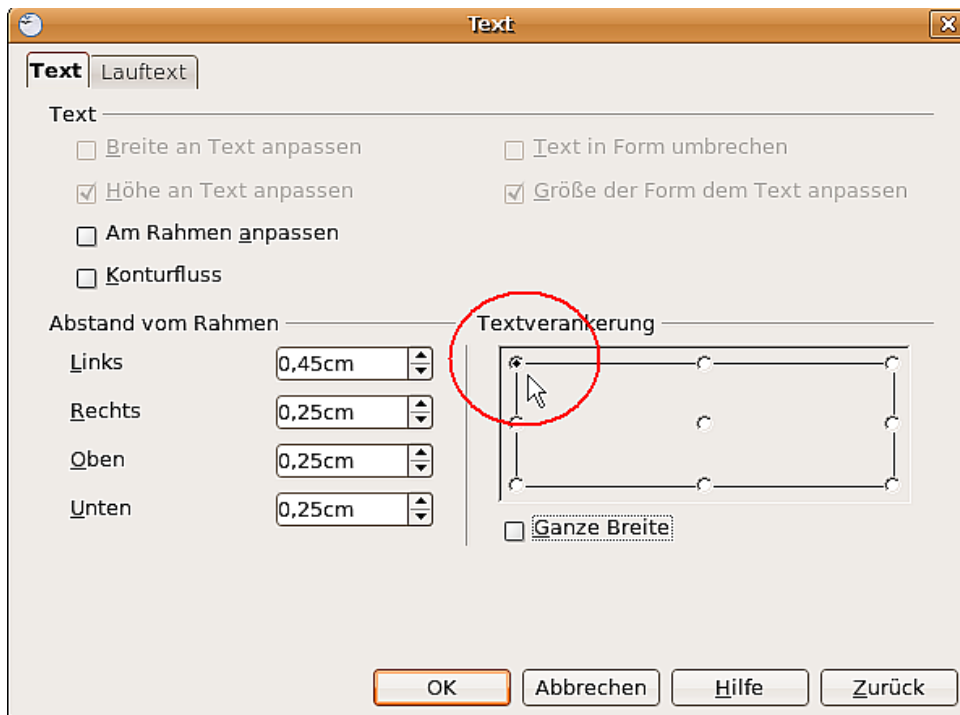 Text
Text Lauftext
Text
Breite an Text anpassen
Text in Form umbrechen
Höhe an Text anpassen
Größe der Form dem Text anpassen
Am Rahmen anpassen
Konturfluss
Abstand vom Rahmen
Links 0,45cm
Rechts 0,25cm
Oben 0,25cm
Unten 0,25cm
Textverankerung
Ganze Breite
OK Abbrechen Hilfe Zurück